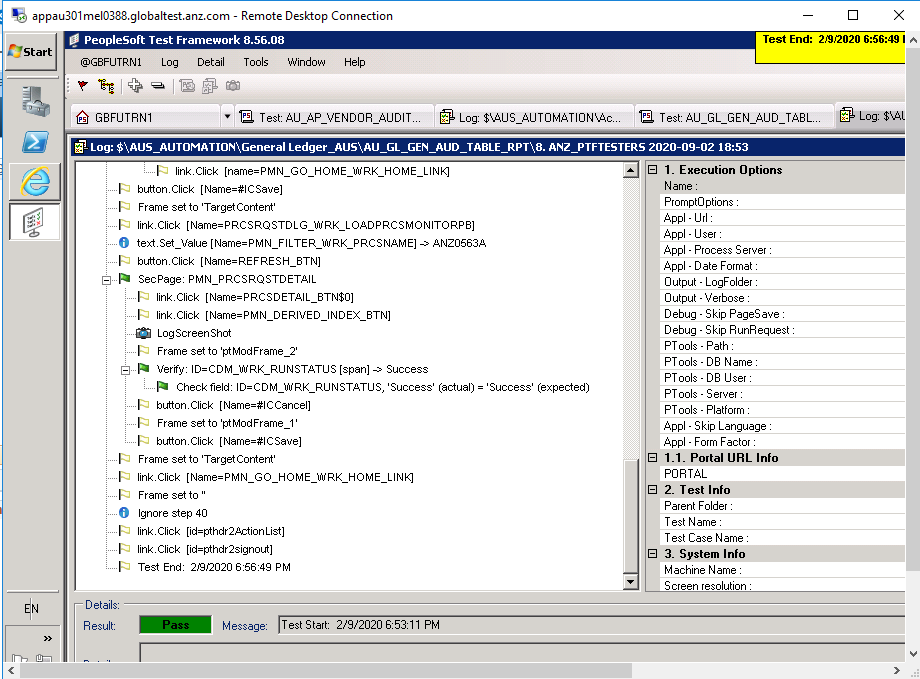 appau301mel0388.globaltest.anz.com - Remote Desktop Connection
Start
PeopleSoft Test Framework 8.56.08
Test End: 2/9/2020 6:56:49
@GBFUTRN1 Log Detail Tools Window Help
GBFUTRN1
Test: AU_AP_VENDOR_AUDIT...
Log: $\AUS_AUTOMATION\Ac...
Test: AU_GL_GEN_AUD_TABL...
Log: $\AU
Log: $\AUS_AUTOMATION\General Ledger_AUS\AU_GL_GEN_AUD_TABLE_RPT\8. ANZ_PTFTESTERS 2020-09-02 18:53
link.Click [name=PMN_GO_HOME_WRK_HOME_LINK]
button.Click [Name=#ICSave]
Frame set to 'TargetContent'
link.Click [Name=PRCSRQSTDLG_WRK_LOADPRCSMONITORPB]
text.Set_Value [Name=PMN_FILTER_WRK_PRCSNAME] -> ANZ0563A
button.Click [Name=REFRESH_BTN]
SecPage: PMN_PRCSRQSTDETAIL
link.Click [Name=PRCSDETAIL_BTN$0]
link.Click [Name=PMN_DERIVED_INDEX_BTN]
LogScreenShot
Frame set to 'ptModFrame_2'
Verify: ID=CDM_WRK_RUNSTATUS [span] -> Success
Check field: ID=CDM_WRK_RUNSTATUS, 'Success' (actual) = 'Success' (expected)
button.Click [Name=#ICCancel]
Frame set to 'ptModFrame_1'
button.Click [Name=#ICSave]
Frame set to 'TargetContent'
link.Click [Name=PMN_GO_HOME_WRK_HOME_LINK]
Frame set to ''
Ignore step 40
link.Click [id=pthdr2ActionList]
link.Click [id=pthdr2signout]
Test End: 2/9/2020 6:56:49 PM
1. Execution Options
Name :
PromptOptions :
Appl - Url :
Appl - User :
Appl - Process Server :
Appl - Date Format :
Output - LogFolder :
Output - Verbose :
Debug - Skip PageSave :
Debug - Skip RunRequest :
PTools - Path :
PTools - DB Name :
PTools - DB User :
PTools - Server :
PTools - Platform :
Appl - Skip Language :
Appl - Form Factor :
1.1. Portal URL Info
PORTAL
2. Test Info
Parent Folder :
Test Name :
Test Case Name :
3. System Info
Machine Name :
Screen resolution :
EN
»
Details:
Result: Pass Message: Test Start: 2/9/2020 6:53:11 PM